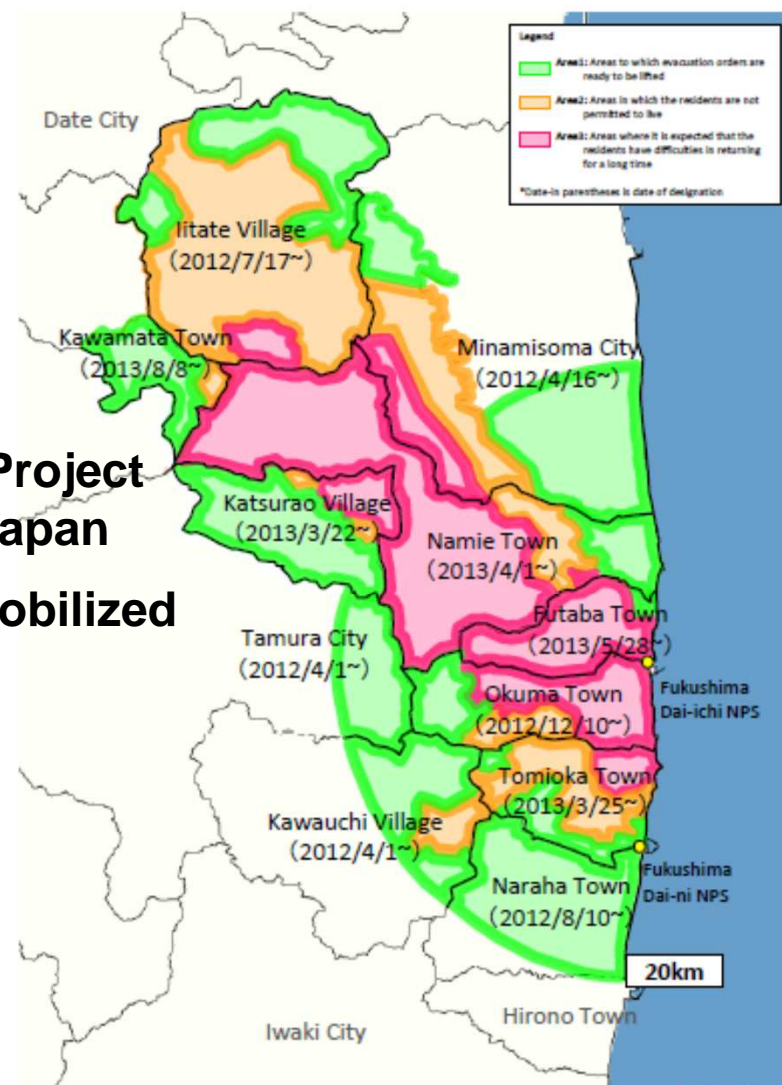 Legend
Area1: Areas to which evacuation orders are
ready to be lifted
Area2: Areas in which the residents are not
permitted to live
Area3: Areas where it is expected that the
residents have difficulties in returning
for a long time
*Date in parentheses is date of designation
Date City
Iitate Village
(2012/7/17~)
Kawamata Town
(2013/8/8~)
Minamisoma City
(2012/4/16~)
Project
apan
obilized
Katsurao Village
(2013/3/22~)
Namie Town
(2013/4/1~)
Tamura City
(2012/4/1~)
Futaba Town
(2013/5/28~)
Okuma Town
(2012/12/10~)
Fukushima
Dai-ichi NPS
Tomioka Town
(2013/3/25~)
Kawauchi Village
(2012/4/1~)
Naraha Town
(2012/8/10~)
Fukushima
Dai-ni NPS
20km
Iwaki City
Hirono Town